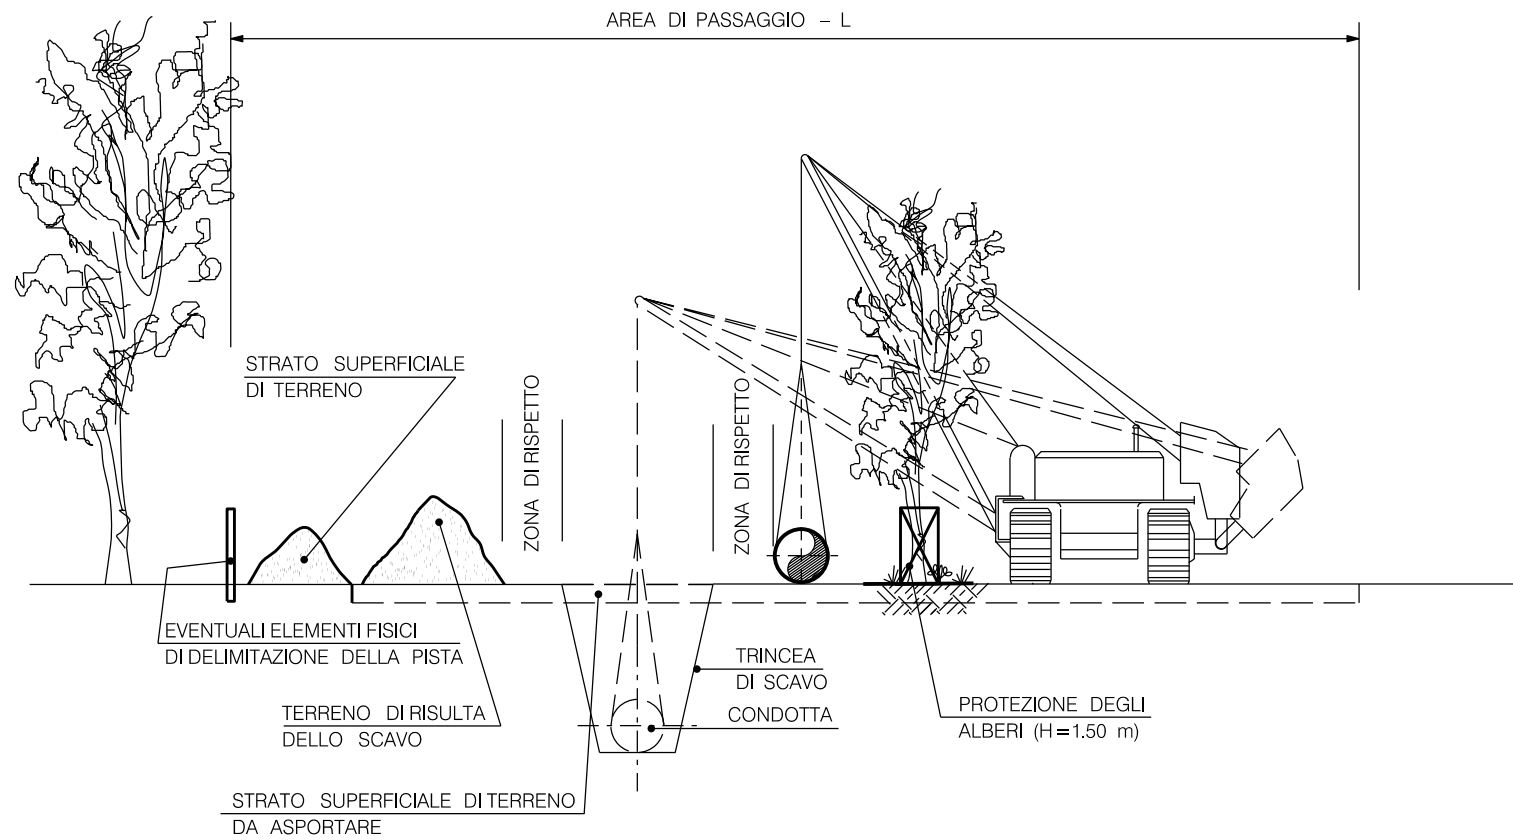 AREA DI PASSAGGIO - L
STRATO SUPERFICIALE
DI TERRENO
ZONA DI RISPETTO
ZONA DI RISPETTO
EVENTUALI ELEMENTI FISICI
DI DELIMITAZIONE DELLA PISTA
TERRENO DI RISULTA
DELLO SCAVO
TRINCEA
DI SCAVO
CONDOTTA
PROTEZIONE DEGLI
ALBERI (H=1.50 m)
STRATO SUPERFICIALE DI TERRENO
DA ASPORTARE